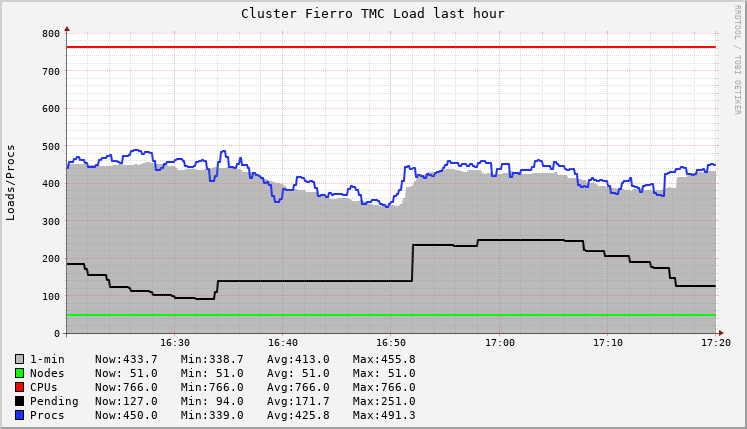 Cluster Fierro TMC Load last hour
RRDTOOL / TOBI OETIKER
Loads/Procs
800
700
600
500
400
300
200
100
0
16:30 16:40 16:50 17:00 17:10 17:20
1-min Now:433.7 Min:338.7 Avg:413.0 Max:455.8
Nodes Now: 51.0 Min: 51.0 Avg: 51.0 Max: 51.0
CPUs Now:766.0 Min:766.0 Avg:766.0 Max:766.0
Pending Now:127.0 Min: 94.0 Avg:171.7 Max:251.0
Procs Now:450.0 Min:339.0 Avg:425.8 Max:491.3